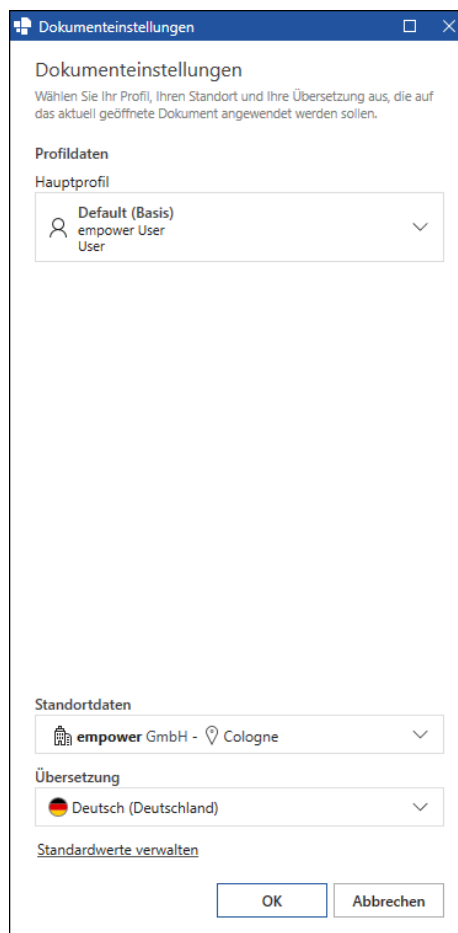 Dokumenteinstellungen
Dokumenteinstellungen
Wählen Sie Ihr Profil, Ihren Standort und Ihre Übersetzung aus, die auf
das aktuell geöffnete Dokument angewendet werden sollen.
Profildaten
Hauptprofil
Default (Basis)
empower User
User
Standortdaten
empower GmbH - Cologne
Übersetzung
Deutsch (Deutschland)
Standardwerte verwalten
OK Abbrechen